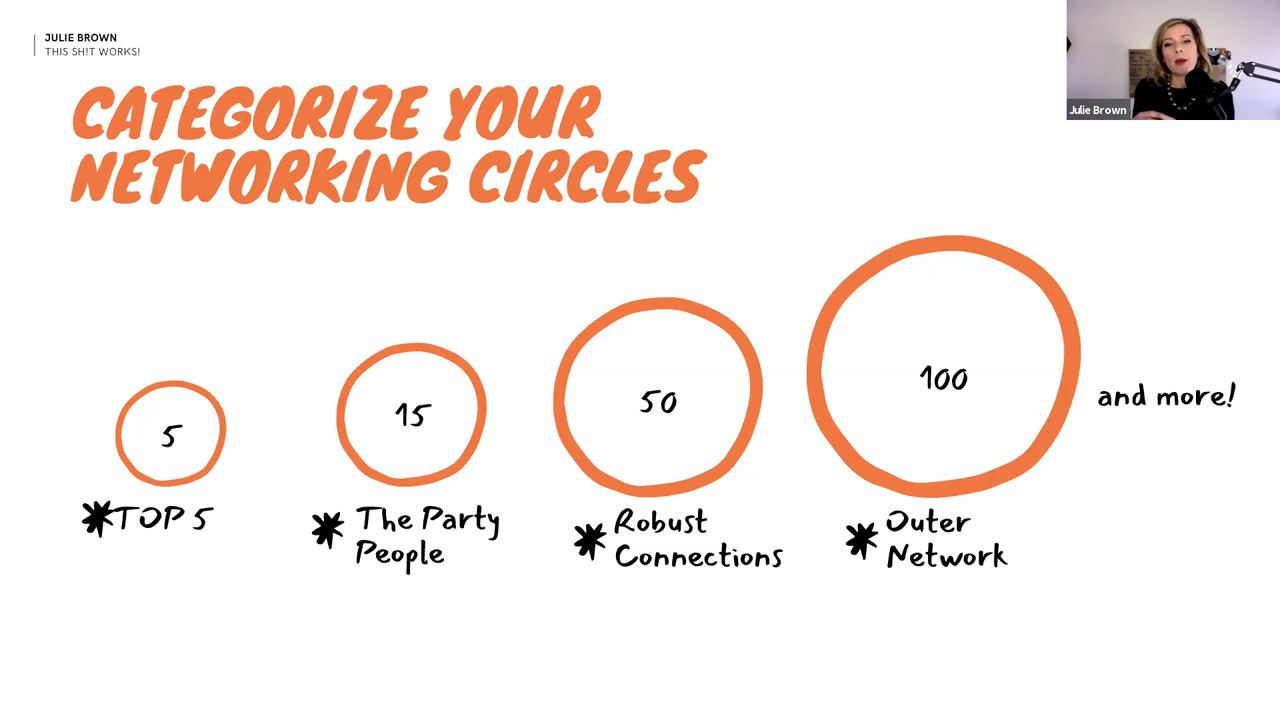 JULIE BROWN
THIS SH!T WORKS!
CATEGORIZE YOUR
NETWORKING CIRCLES
Julie Brown
5
15
50
100
and more!
TOP 5
The Party
People
Robust
Connections
Outer
Network